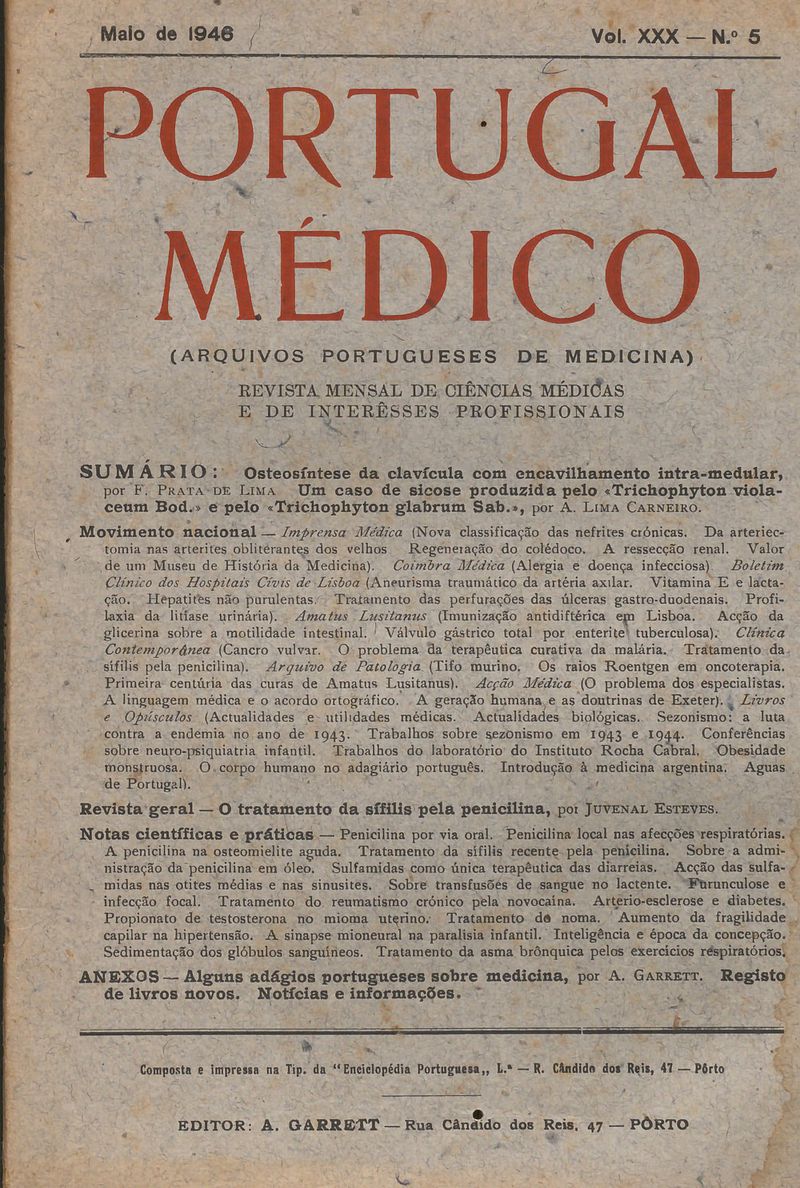 Maio de 1946
Vol. XXX — N.º 5
PORTUGAL
MÉDICO
(ARQUIVOS PORTUGUESES DE MEDICINA)
REVISTA MENSAL DE CIÊNCIAS MÉDICAS
E DE INTERÊSSES PROFISSIONAIS
SUMÁRIO: Osteosíntese da clavícula com encavilhamento intra-medular,
por F. PRATA DE LIMA Um caso de sicose produzida pelo «Trichophyton viola-
ceum Bod.» e pelo «Trichophyton glabrum Sab.», por A. LIMA CARNEIRO.
Movimento nacional — Imprensa Médica (Nova classificação das nefrites crónicas. Da arteriec-
tomia nas arterites oblitérantes dos velhos Regeneração do colédoco. A ressecção renal. Valor
de um Museu de História da Medicina). Coimbra Médica (Alergia e doença infecciosa) Boletim
Clínico dos Hospitais Civis de Lisboa (Aneurisma traumático da artéria axilar. Vitamina E e lacta-
ção. Hepatites não purulentas. Tratamento das perfurações das úlceras gastro-duodenais. Profi-
laxia da litíase urinária). Amatus Lusitanus (Imunização antidiftérica em Lisboa. Acção da
glicerina sobre a motilidade intestinal. Válvulo gástrico total por enterite tuberculosa). Clínica
Contemporânea (Cancro vulvar. O problema da terapêutica curativa da malária. Tratamento da
sífilis pela penicilina). Arquivo de Patologia (Tifo murino. Os raios Roentgen em oncoterapia.
Primeira centúria das curas de Amatus Lusitanus). Acção Médica (O problema dos especialistas.
A linguagem médica e o acordo ortográfico. A geração humana e as doutrinas de Exeter). Livros
e Opúsculos (Actualidades e utilidades médicas. Actualidades biológicas. Sezonismo: a luta
contra a endemia no ano de 1943. Trabalhos sobre sezonismo em 1943 e 1944. Conferências
sobre neuro-psiquiatria infantil. Trabalhos do laboratório do Instituto Rocha Cabral. Obesidade
monstruosa. O corpo humano no adagiário português. Introdução à medicina argentina. Aguas
de Portugal).
Revista geral — O tratamento da sífilis pela penicilina, por JUVENAL ESTEVES.
Notas científicas e práticas — Penicilina por via oral. Penicilina local nas afecções respiratórias.
A penicilina na osteomielite aguda. Tratamento da sífilis recente pela penicilina. Sobre a admi-
nistração da penicilina em óleo. Sulfamidas como única terapêutica das diarreias. Acção das sulfa-
midas nas otites médias e nas sinusites. Sobre transfusões de sangue no lactente. Furunculose e
infecção focal. Tratamento do reumatismo crónico pela novocaína. Artério-esclerose e diabetes.
Propionato de testosterona no mioma uterino. Tratamento do noma. Aumento da fragilidade
capilar na hipertensão. A sinapse mioneural na paralisia infantil. Inteligência e época da concepção.
Sedimentação dos glóbulos sanguíneos. Tratamento da asma brônquica pelos exercícios respiratórios.
ANEXOS — Alguns adágios portugueses sobre medicina, por A. GARRETT. Registo
de livros novos. Notícias e informações.
Composta e impressa na Tip. da "Enciclopédia Portuguesa,, L.ª — R. Cândido dos Reis, 47 — Pôrto
EDITOR: A. GARRETT — Rua Cândido dos Reis, 47 — PÔRTO